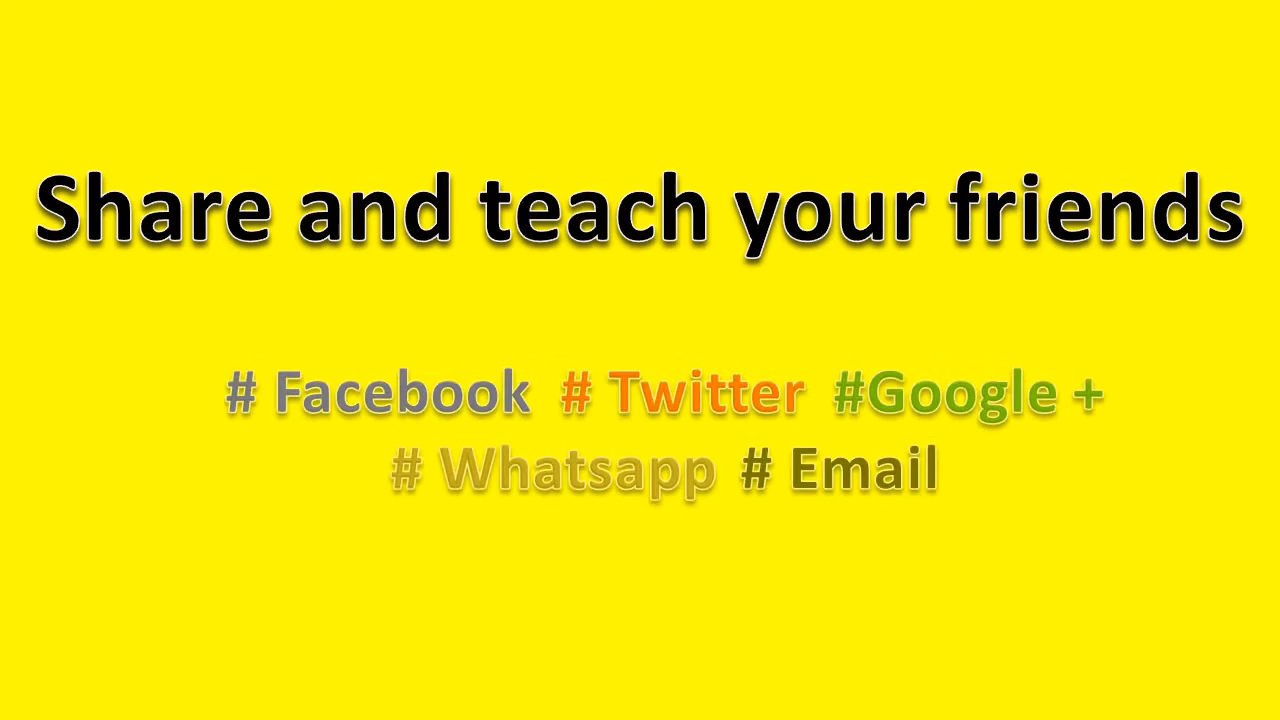 Share and teach your friends
# Facebook # Twitter #Google +
# Whatsapp # Email